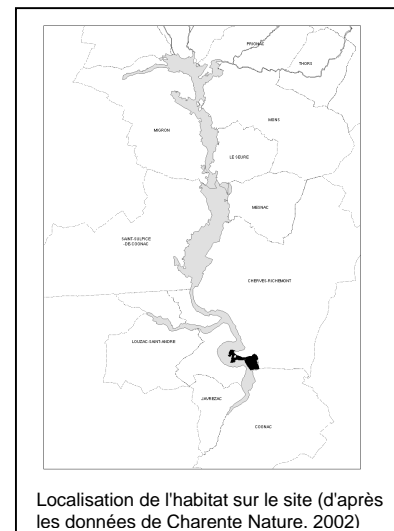 PRIGNAC
THORS
MONS
MIGRON
LE SEURE
MESNAC
SAINT-SULPICE
-DE-COGNAC
CHERVES-RICHEMONT
LOUZAC-SAINT-ANDRE
JAVREZAC
COGNAC
Localisation de l'habitat sur le site (d'après
les données de Charente Nature, 2002)